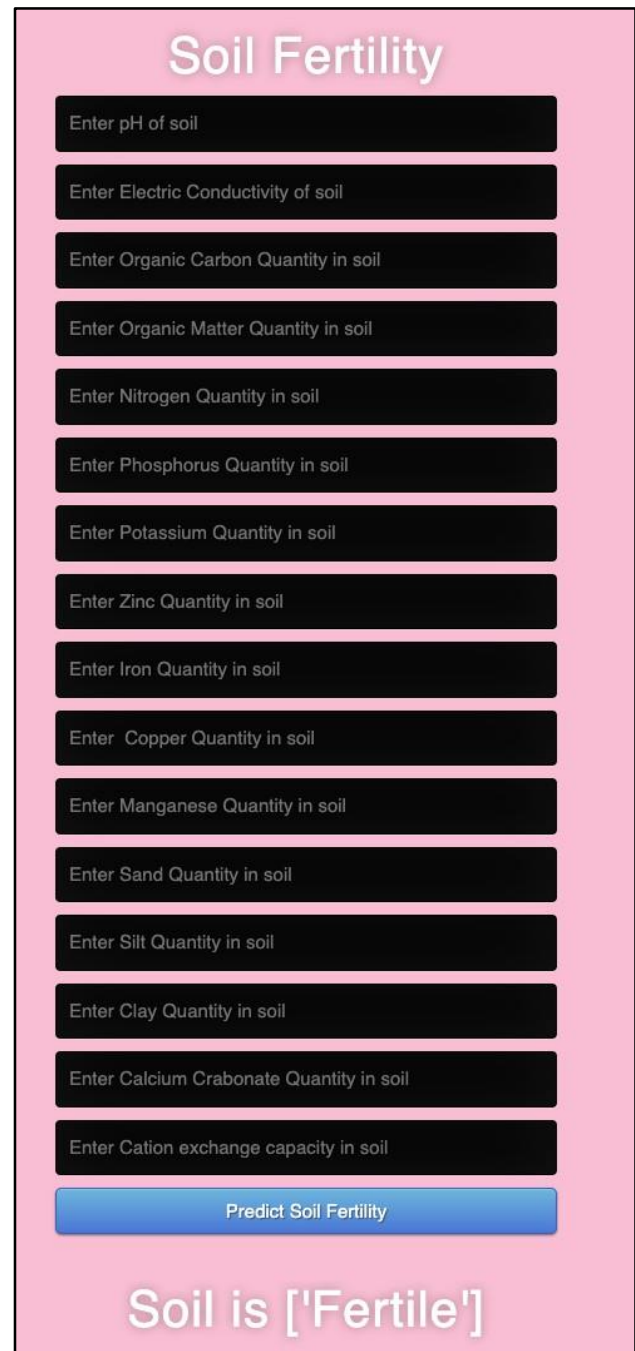 Soil Fertility
Enter pH of soil
Enter Electric Conductivity of soil
Enter Organic Carbon Quantity in soil
Enter Organic Matter Quantity in soil
Enter Nitrogen Quantity in soil
Enter Phosphorus Quantity in soil
Enter Potassium Quantity in soil
Enter Zinc Quantity in soil
Enter Iron Quantity in soil
Enter  Copper Quantity in soil
Enter Manganese Quantity in soil
Enter Sand Quantity in soil
Enter Silt Quantity in soil
Enter Clay Quantity in soil
Enter Calcium Crabonate Quantity in soil
Enter Cation exchange capacity in soil
Predict Soil Fertility
Soil is ['Fertile']